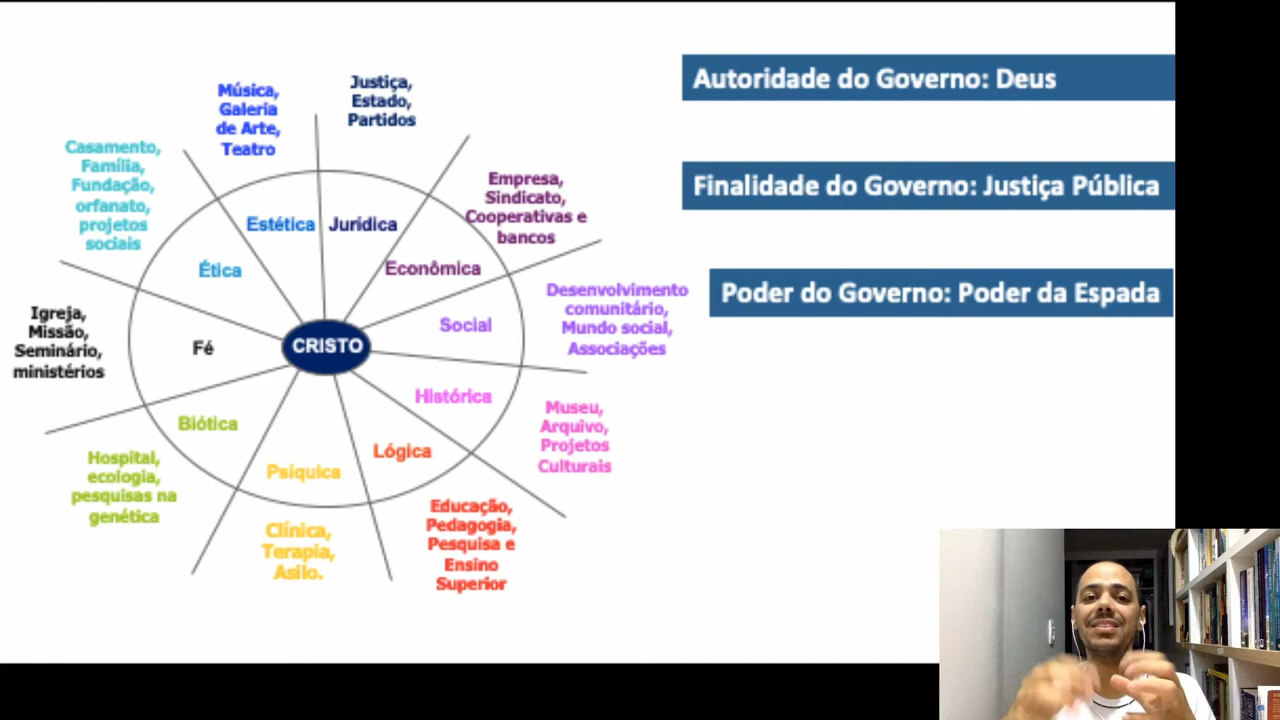 Música,
Galeria
de Arte,
Teatro
Justiça,
Estado,
Partidos
Casamento,
Família,
Fundação,
orfanato,
projetos
sociais
Empresa,
Sindicato,
Cooperativas e
bancos
Estética
Jurídica
Ética
Econômica
Desenvolvimento
comunitário,
Mundo social,
Associações
Social
Igreja,
Missão,
Seminário,
ministérios
Fé
CRISTO
Histórica
Museu,
Arquivo,
Projetos
Culturais
Biótica
Lógica
Psíquica
Hospital,
ecologia,
pesquisas na
genética
Clínica,
Terapia,
Asilo.
Educação,
Pedagogia,
Pesquisa e
Ensino
Superior
Autoridade do Governo: Deus
Finalidade do Governo: Justiça Pública
Poder do Governo: Poder da Espada